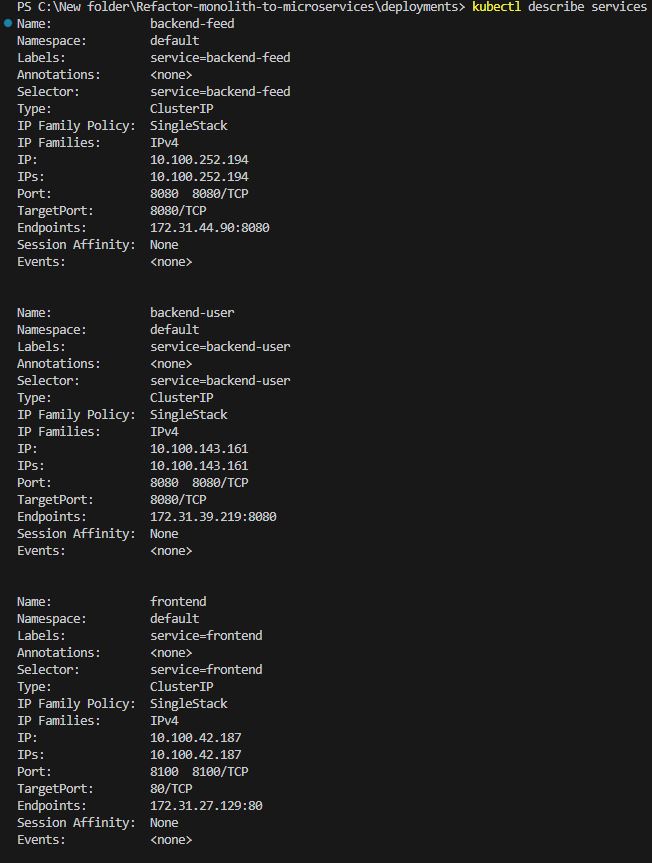 PS C:\New folder\Refactor-monolith-to-microservices\deployments> kubectl describe services
Name:              backend-feed
Namespace:         default
Labels:            service=backend-feed
Annotations:       <none>
Selector:          service=backend-feed
Type:              ClusterIP
IP Family Policy:  SingleStack
IP Families:       IPv4
IP:                10.100.252.194
IPs:               10.100.252.194
Port:              8080  8080/TCP
TargetPort:        8080/TCP
Endpoints:         172.31.44.90:8080
Session Affinity:  None
Events:            <none>
Name:              backend-user
Namespace:         default
Labels:            service=backend-user
Annotations:       <none>
Selector:          service=backend-user
Type:              ClusterIP
IP Family Policy:  SingleStack
IP Families:       IPv4
IP:                10.100.143.161
IPs:               10.100.143.161
Port:              8080  8080/TCP
TargetPort:        8080/TCP
Endpoints:         172.31.39.219:8080
Session Affinity:  None
Events:            <none>
Name:              frontend
Namespace:         default
Labels:            service=frontend
Annotations:       <none>
Selector:          service=frontend
Type:              ClusterIP
IP Family Policy:  SingleStack
IP Families:       IPv4
IP:                10.100.42.187
IPs:               10.100.42.187
Port:              8100  8100/TCP
TargetPort:        80/TCP
Endpoints:         172.31.27.129:80
Session Affinity:  None
Events:            <none>